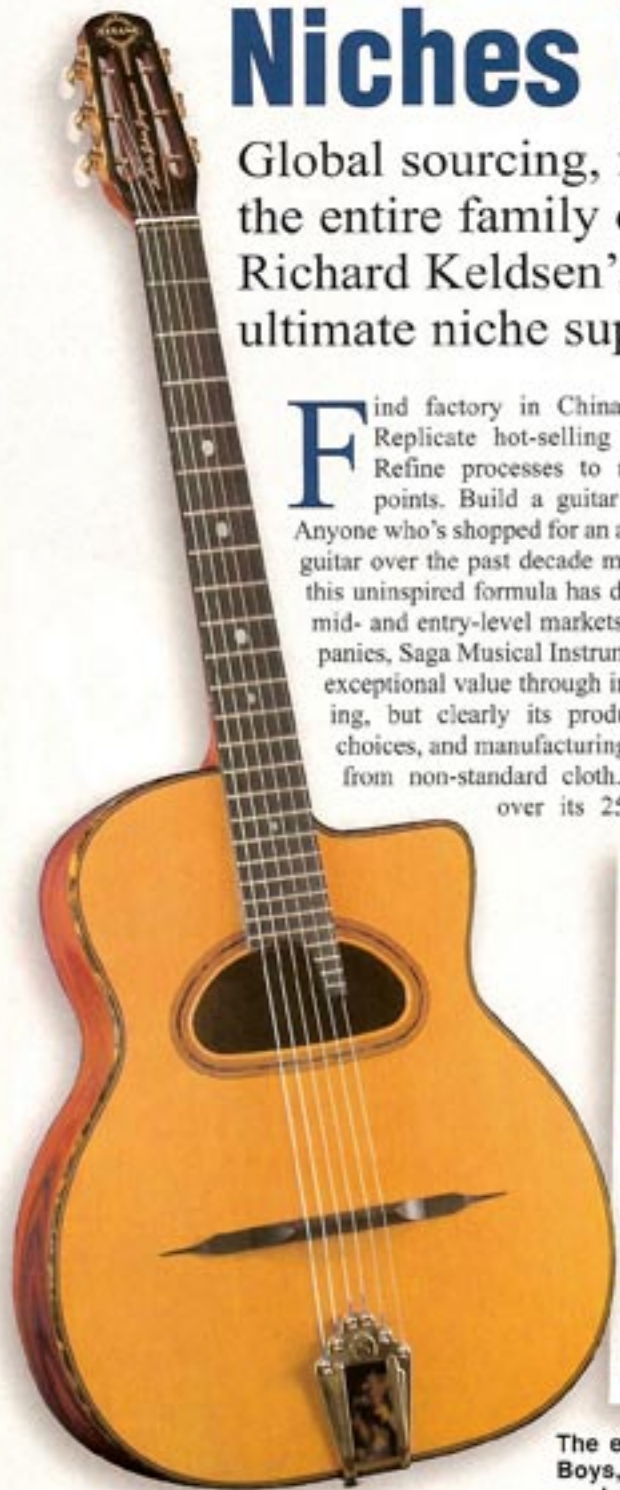 Niches
Global sourcing,
the entire family
Richard Keldsen's
ultimate niche sup
Find factory in China
Replicate hot-selling
Refine processes to
points. Build a guitar
Anyone who's shopped for an a
guitar over the past decade m
this uninspired formula has d
mid- and entry-level markets
panies, Saga Musical Instrum
exceptional value through in
ing, but clearly its produ
choices, and manufacturing
from non-standard cloth.
over its 25
The e
Boys,